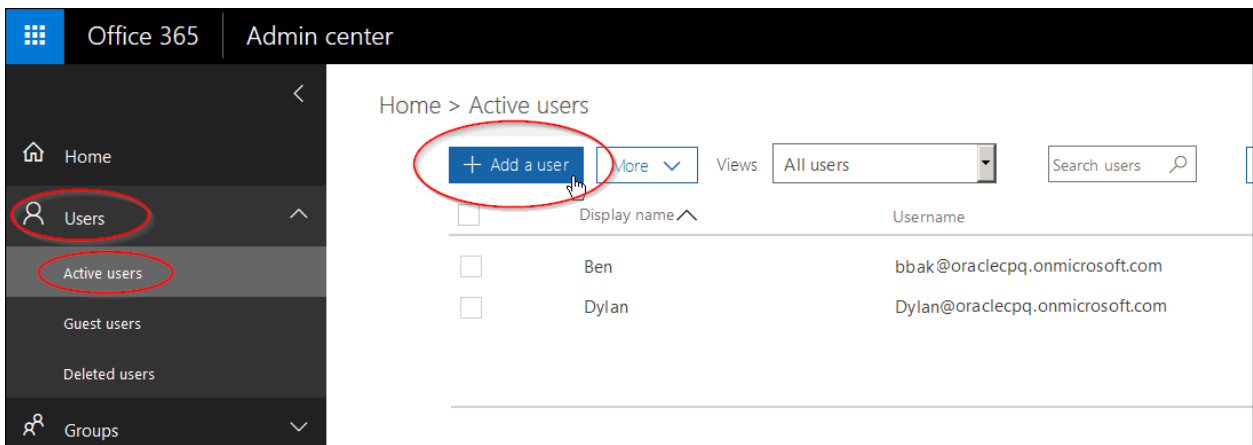 Office 365 Admin center
Home > Active users
Home
+ Add a user
More
Views
All users
Search users
Users
Display name
Username
Active users
Ben
bbak@oraclecpq.onmicrosoft.com
Dylan
Dylan@oraclecpq.onmicrosoft.com
Guest users
Deleted users
Groups